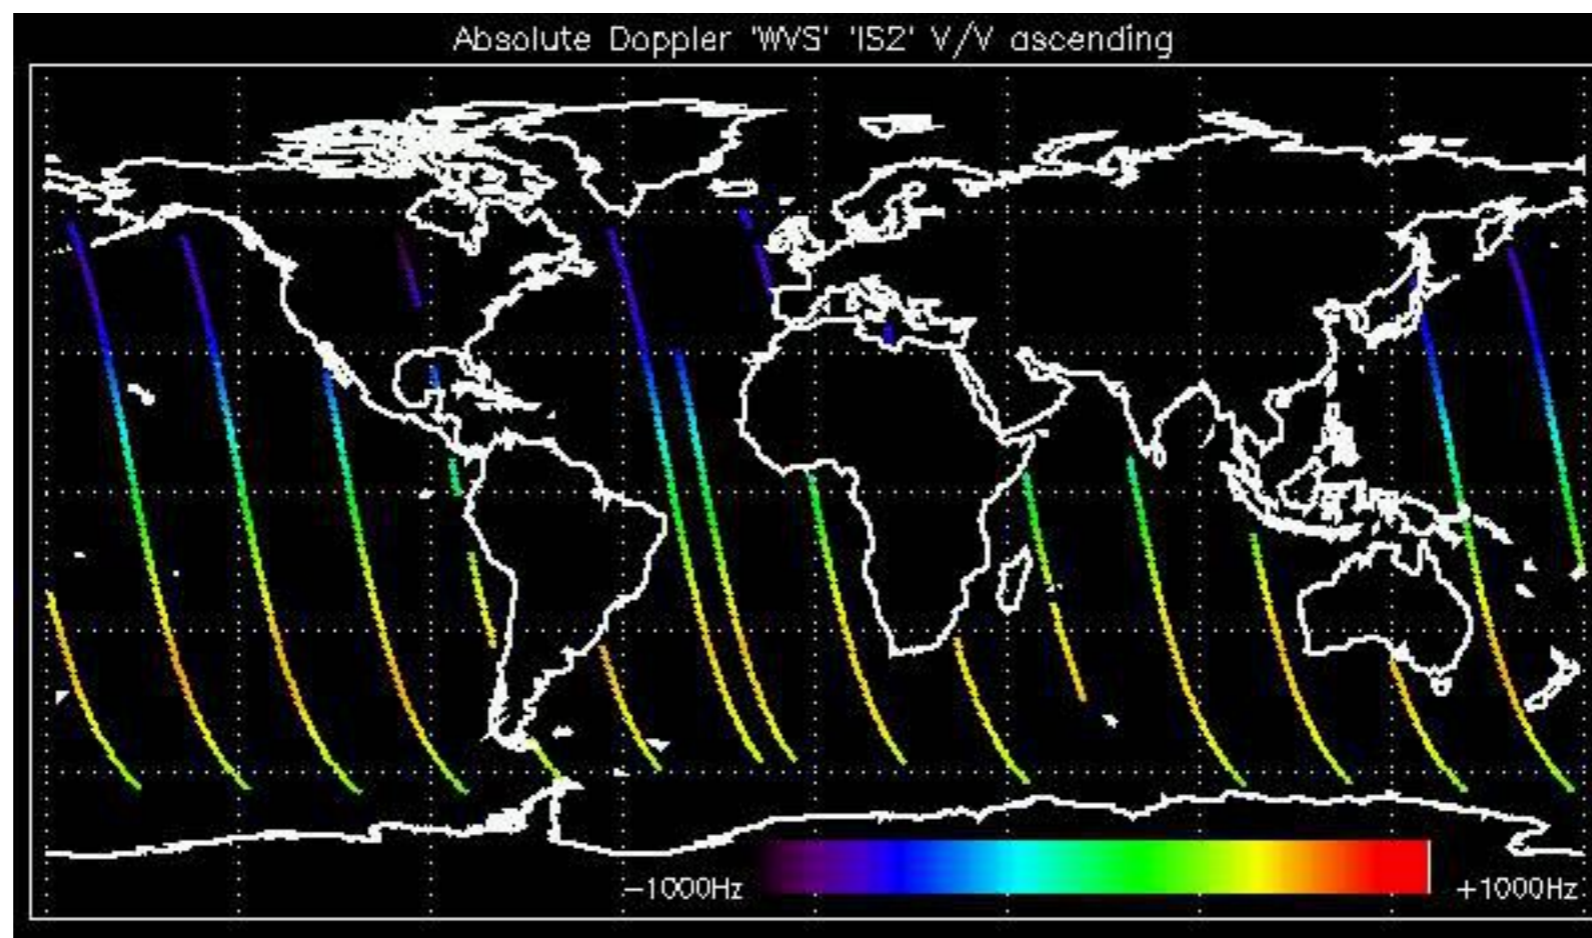 Absolute Doppler 'WVS' 'IS2' V/V ascending
−1000Hz +1000Hz